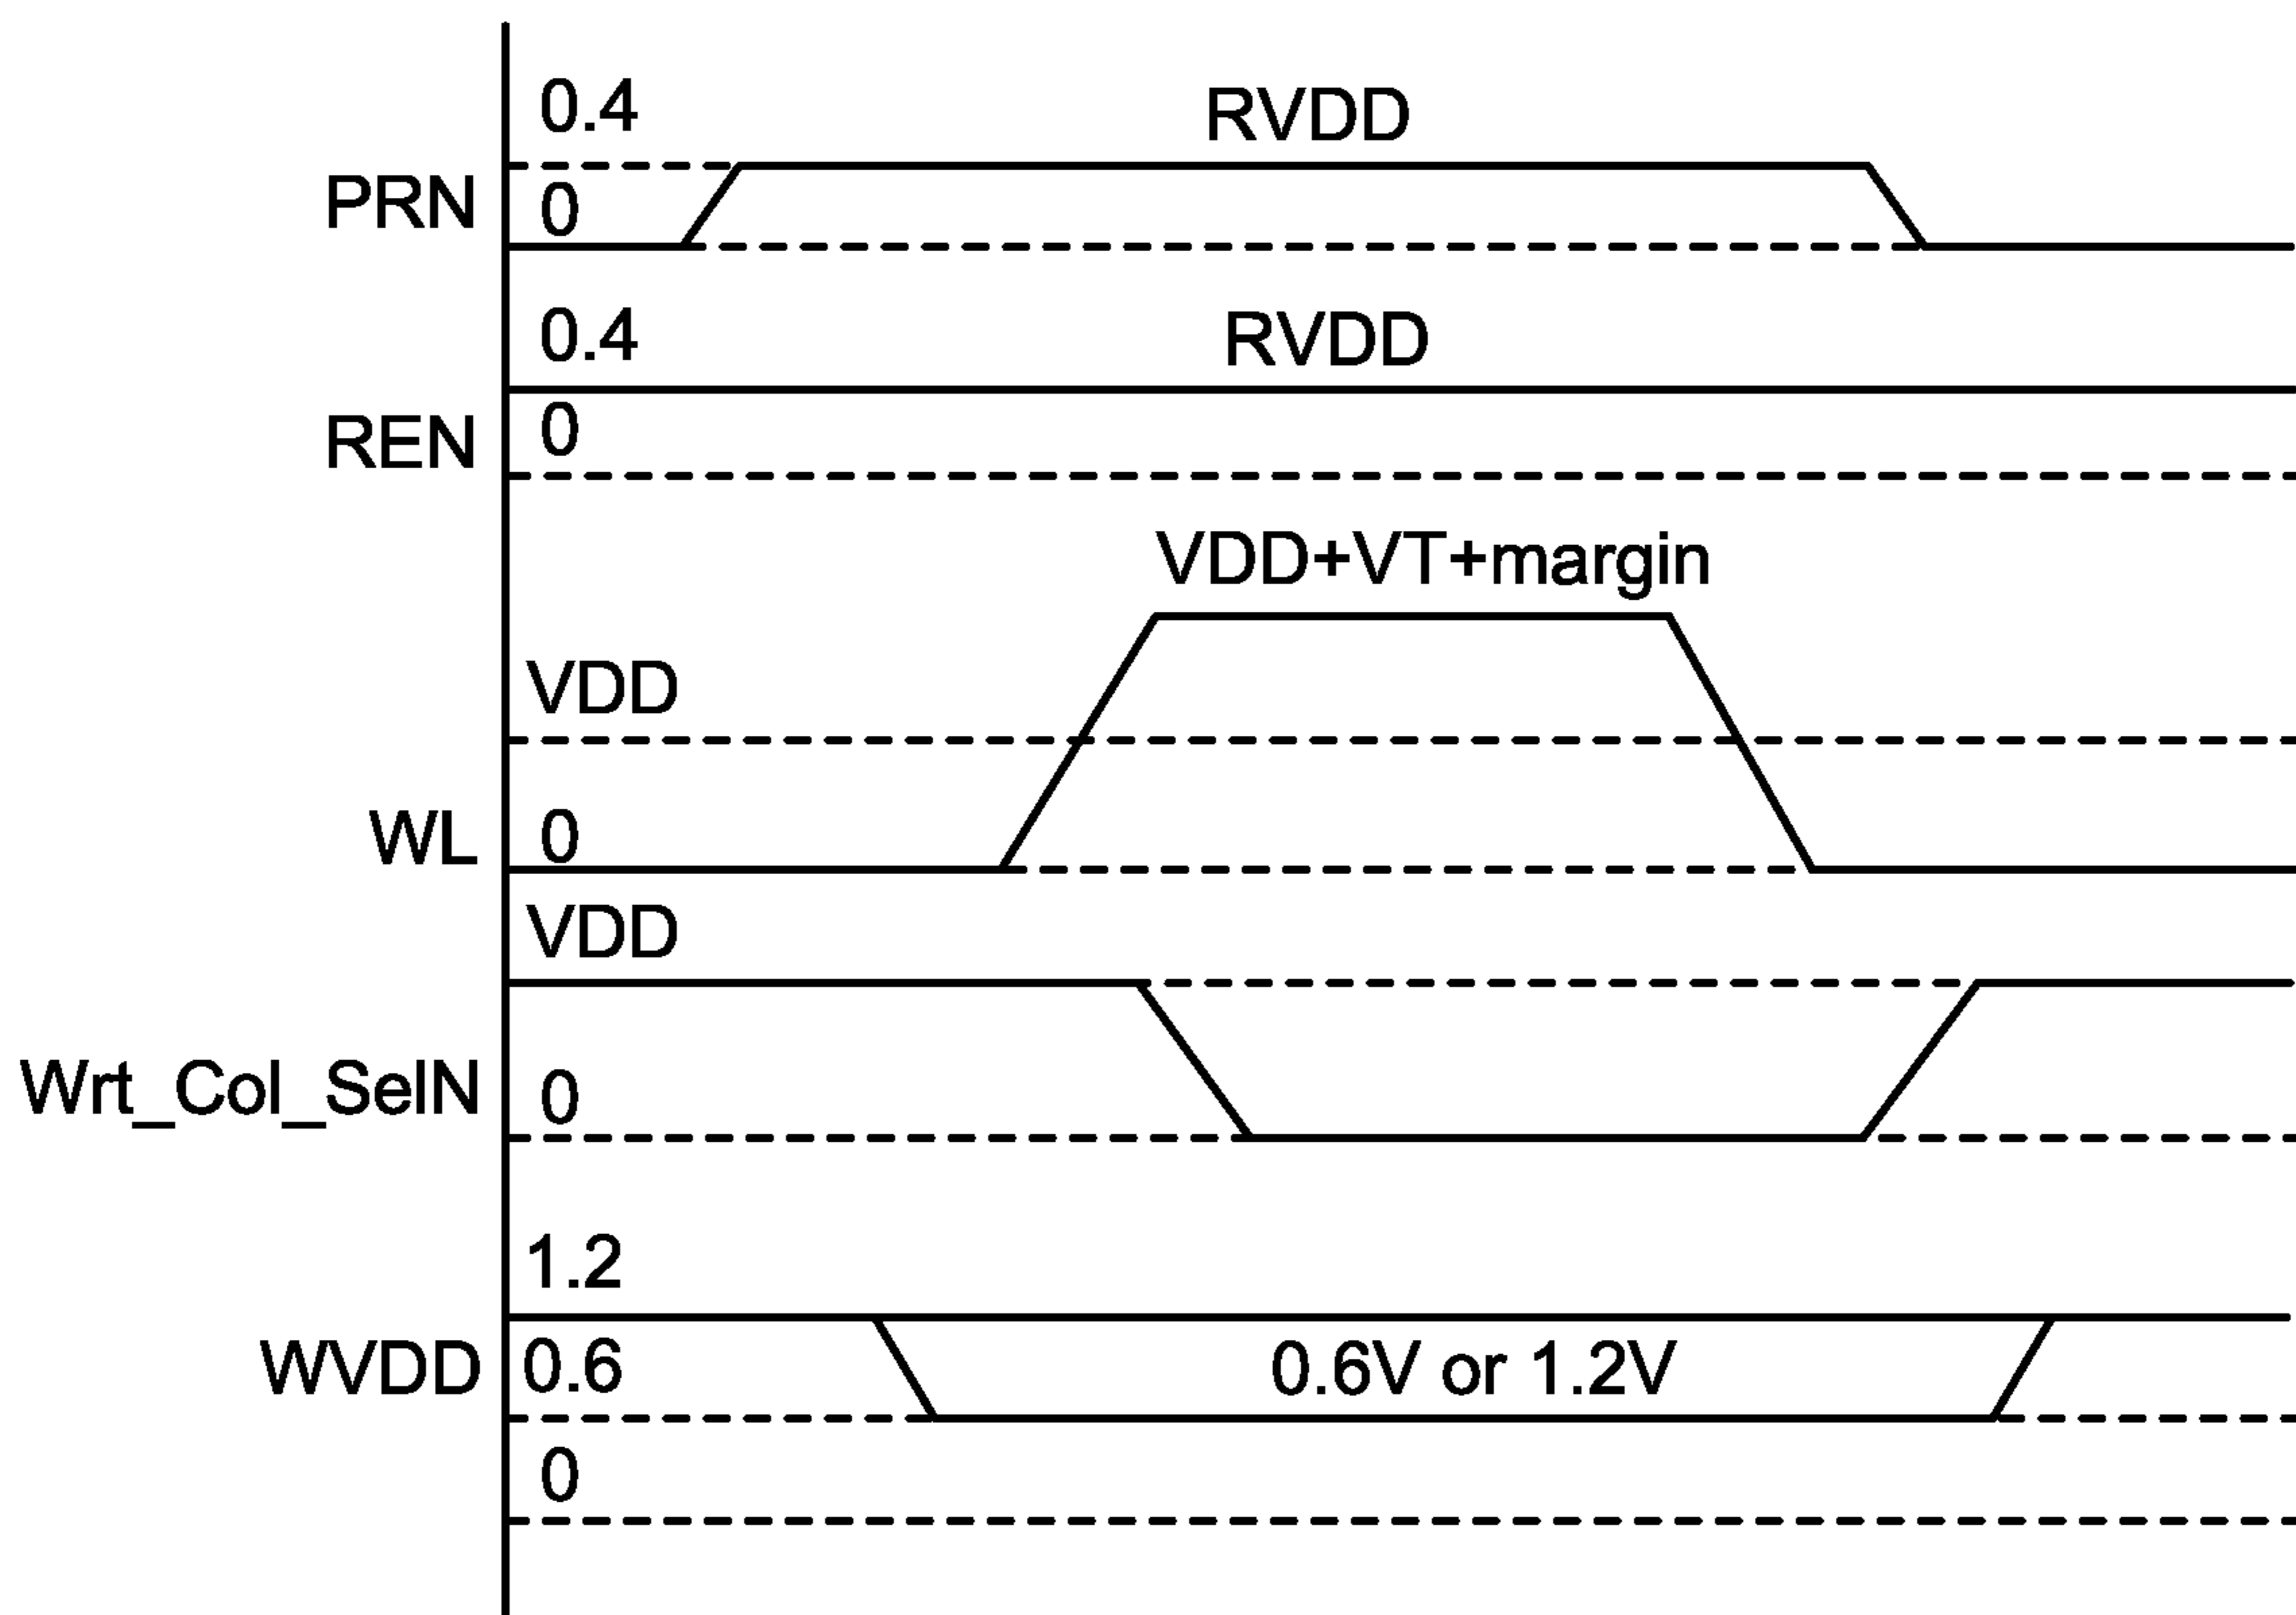 0.4
RVDD
PRN
0
0.4
RVDD
REN
0
VDD+VT+margin
VDD
WL
0
VDD
Wrt_Col_SelN
0
1.2
WVDD
0.6
0.6V or 1.2V
0